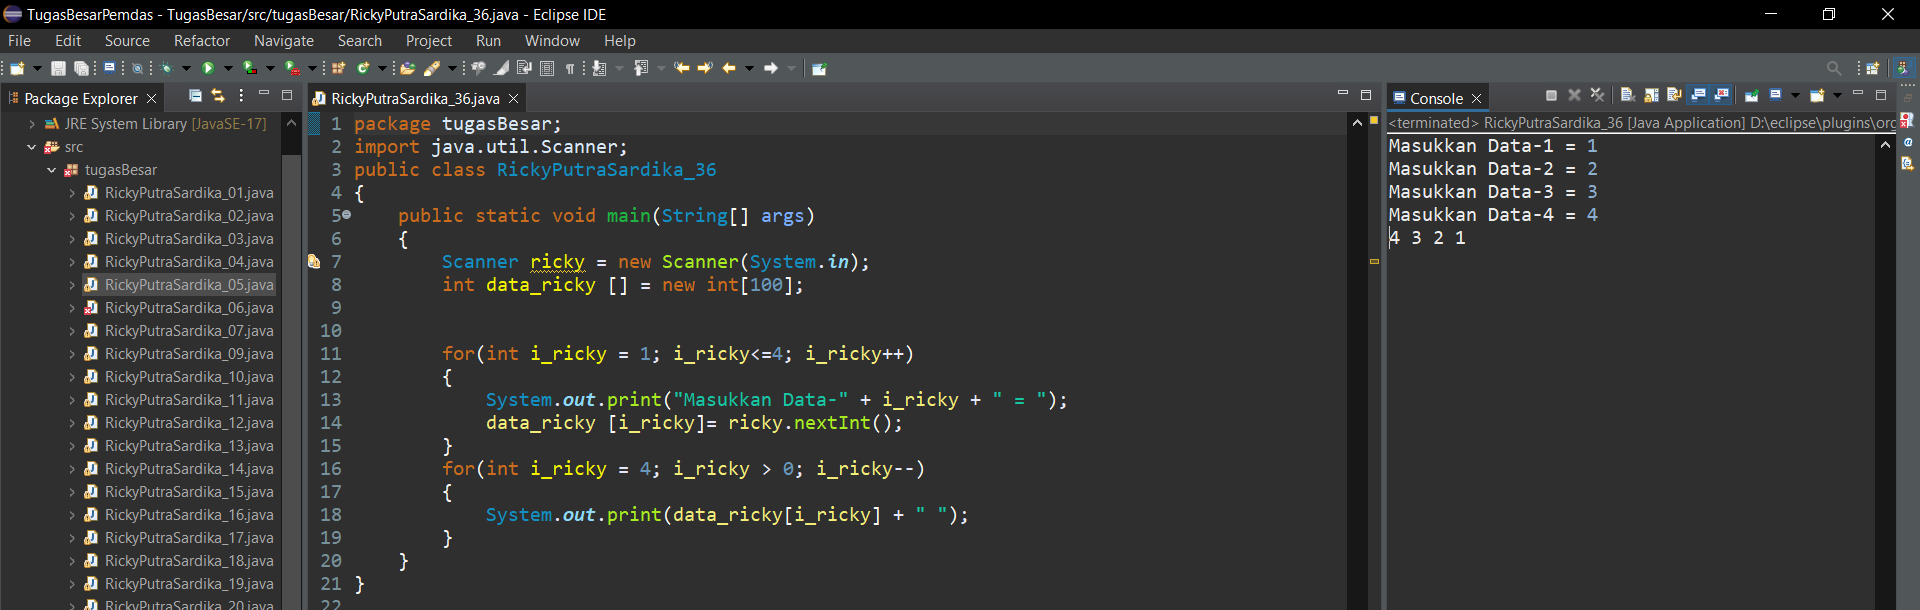 TugasBesarPemdas - TugasBesar/src/tugasBesar/RickyPutraSardika_36.java - Eclipse IDE
File Edit Source Refactor Navigate Search Project Run Window Help
Package Explorer
JRE System Library [JavaSE-17]
src
tugasBesar
RickyPutraSardika_01.java
RickyPutraSardika_02.java
RickyPutraSardika_03.java
RickyPutraSardika_04.java
RickyPutraSardika_05.java
RickyPutraSardika_06.java
RickyPutraSardika_07.java
RickyPutraSardika_09.java
RickyPutraSardika_10.java
RickyPutraSardika_11.java
RickyPutraSardika_12.java
RickyPutraSardika_13.java
RickyPutraSardika_14.java
RickyPutraSardika_15.java
RickyPutraSardika_16.java
RickyPutraSardika_17.java
RickyPutraSardika_18.java
RickyPutraSardika_19.java
RickyPutraSardika_20.java
RickyPutraSardika_36.java
1 package tugasBesar;
2 import java.util.Scanner;
3 public class RickyPutraSardika_36
4 {
5 public static void main(String[] args)
6 {
7 Scanner ricky = new Scanner(System.in);
8 int data_ricky [] = new int[100];
9
10
11 for(int i_ricky = 1; i_ricky<=4; i_ricky++)
12 {
13 System.out.print("Masukkan Data-" + i_ricky + " = ");
14 data_ricky [i_ricky]= ricky.nextInt();
15 }
16 for(int i_ricky = 4; i_ricky > 0; i_ricky--)
17 {
18 System.out.print(data_ricky[i_ricky] + " ");
19 }
20 }
21 }
22
Console
<terminated> RickyPutraSardika_36 [Java Application] D:\eclipse\plugins\org
Masukkan Data-1 = 1
Masukkan Data-2 = 2
Masukkan Data-3 = 3
Masukkan Data-4 = 4
4 3 2 1